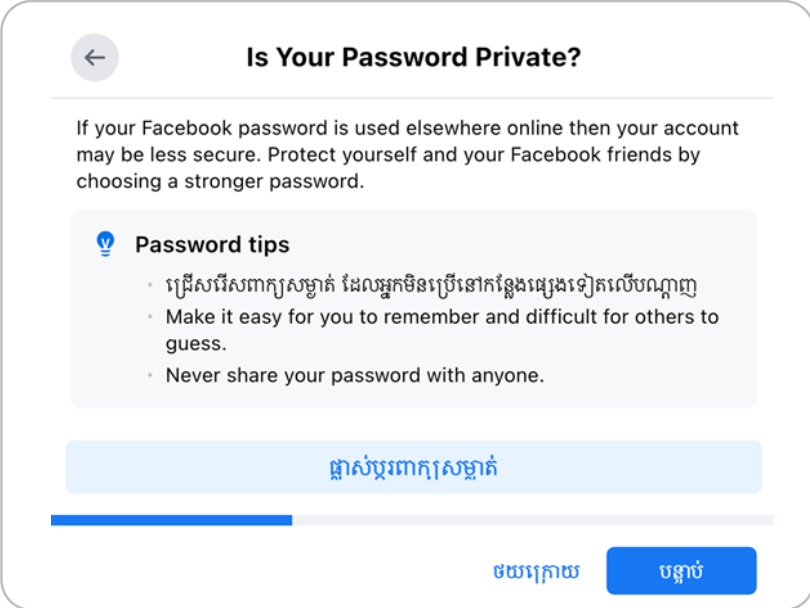 Is Your Password Private?
If your Facebook password is used elsewhere online then your account
may be less secure. Protect yourself and your Facebook friends by
choosing a stronger password.
Password tips
ជ្រើសរើសពាក្យសម្ងាត់ ដែលអ្នកមិនប្រើនៅកន្លែងផ្សេងទៀតលើបណ្តាញ
Make it easy for you to remember and difficult for others to
guess.
Never share your password with anyone.
ផ្លាស់ប្ដូរពាក្យសម្ងាត់
ថយក្រោយ
បន្ទាប់